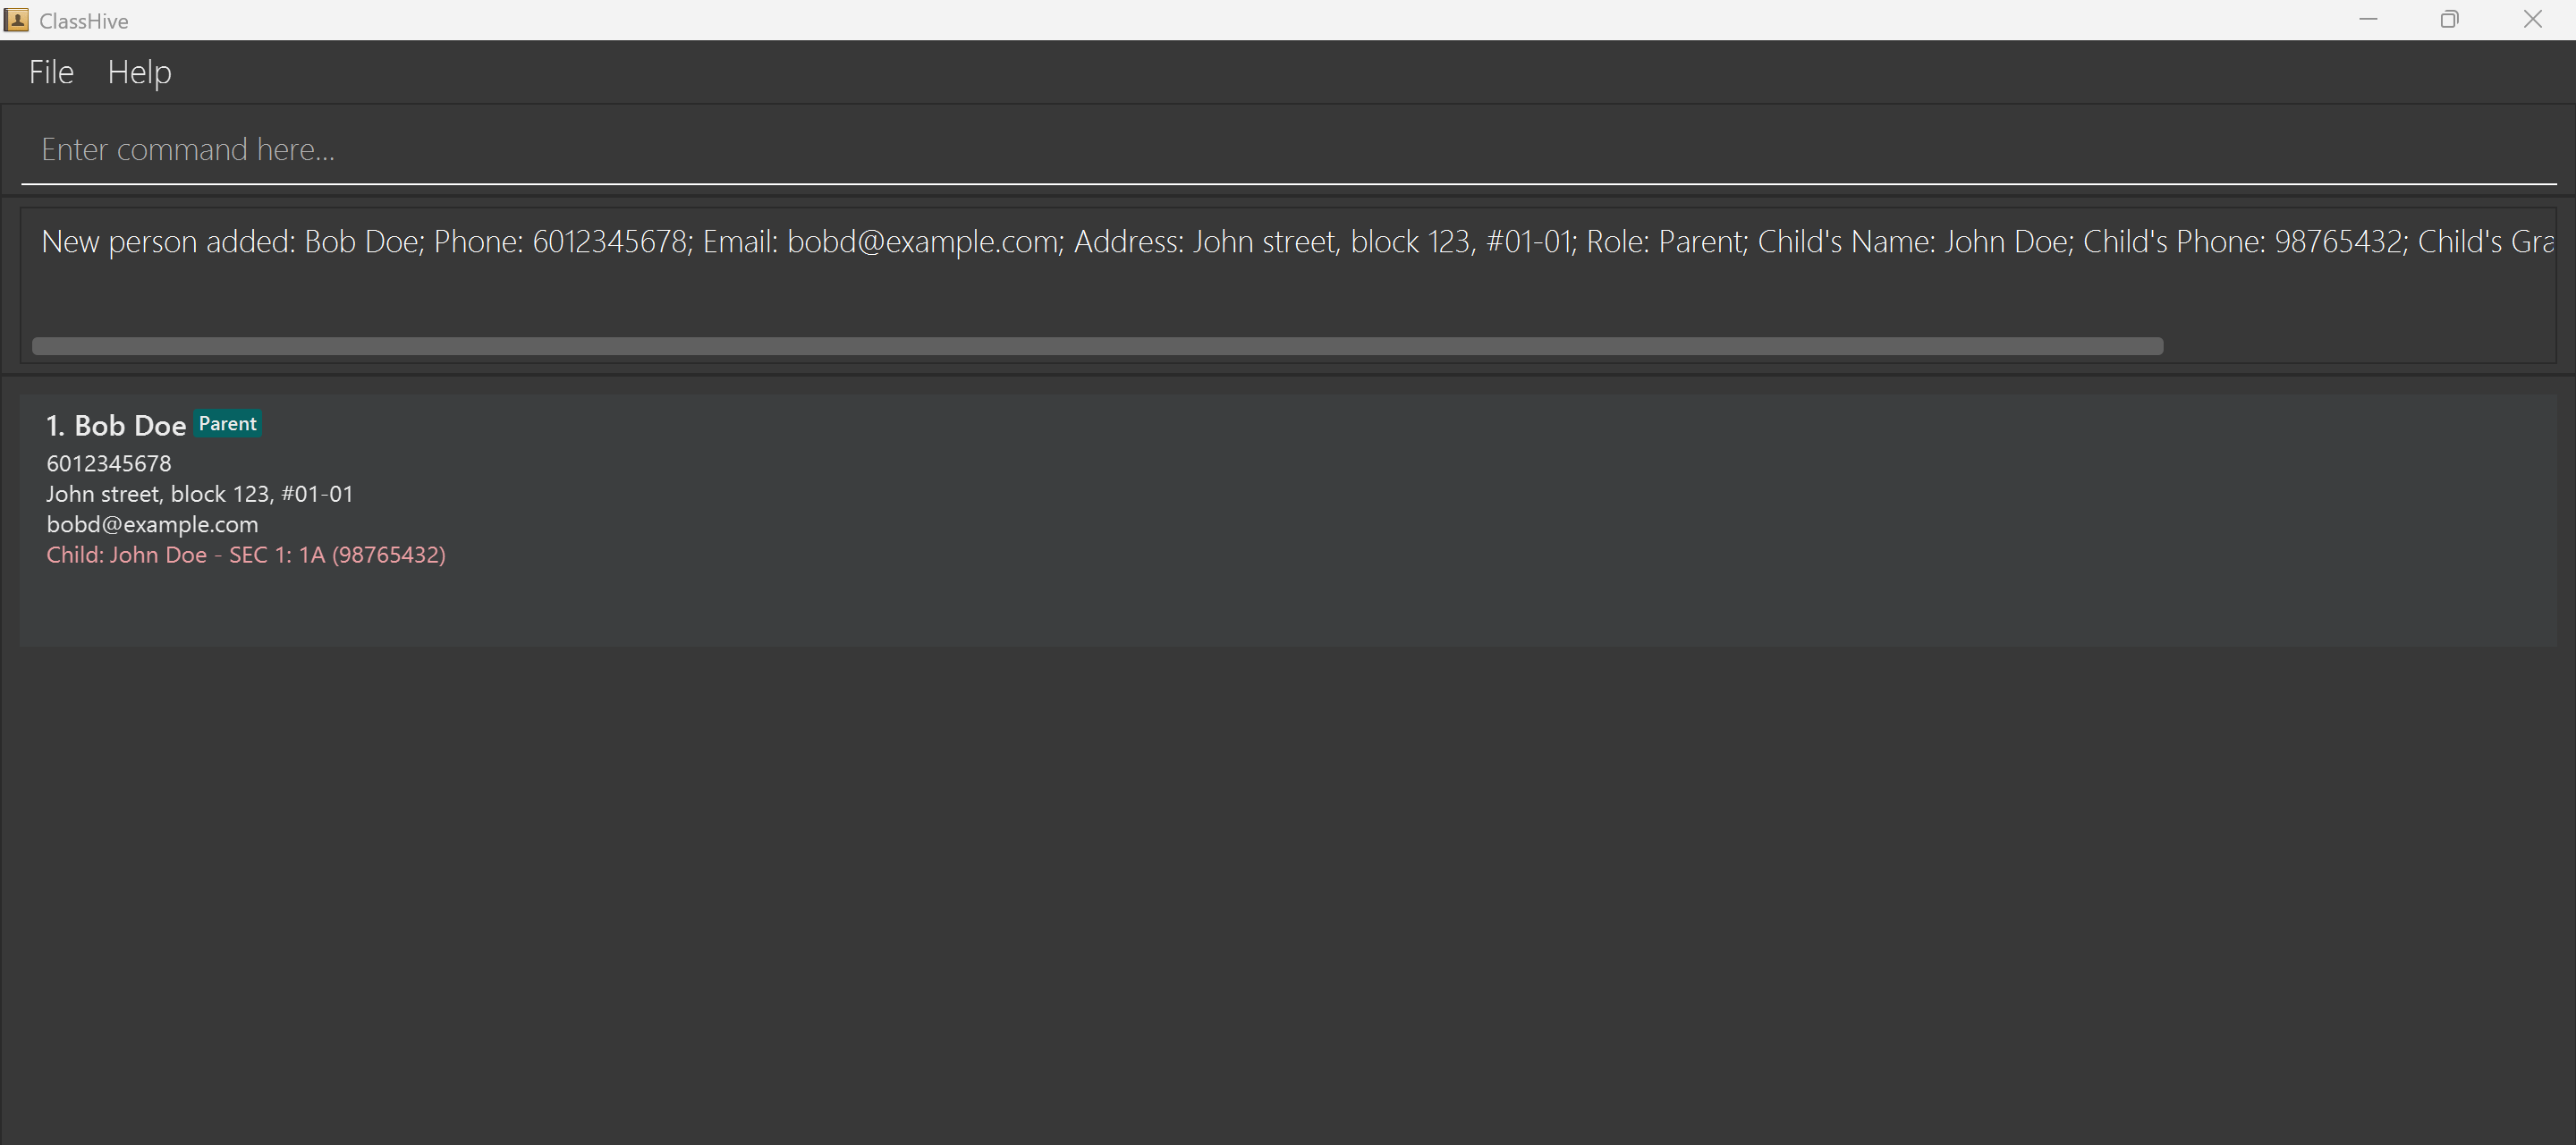 ClassHive
File Help
Enter command here...
New person added: Bob Doe; Phone: 6012345678; Email: bobd@example.com; Address: John street, block 123, #01-01; Role: Parent; Child's Name: John Doe; Child's Phone: 98765432; Child's Gra
1. Bob Doe Parent
6012345678
John street, block 123, #01-01
bobd@example.com
Child: John Doe - SEC 1: 1A (98765432)